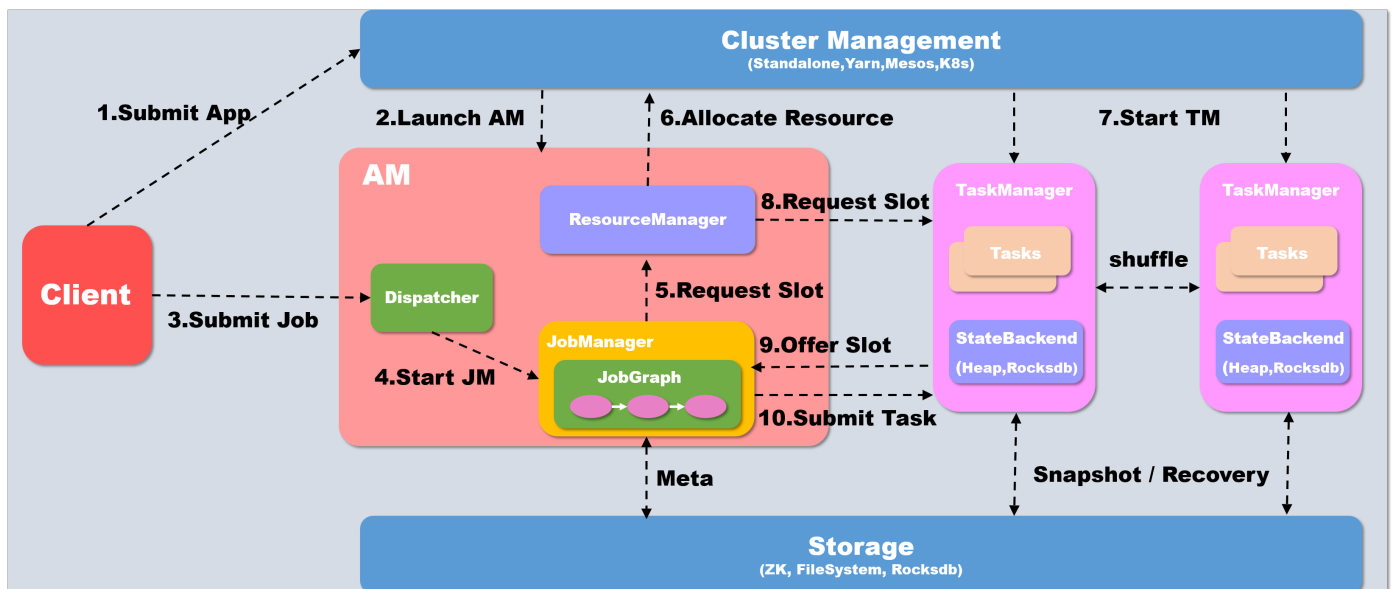 Cluster Management
(Standalone,Yarn,Mesos,K8s)
1.Submit App
2.Launch AM
6.Allocate Resource
7.Start TM
AM
ResourceManager
8.Request Slot
TaskManager
Tasks
TaskManager
Tasks
shuffle
Client
3.Submit Job
Dispatcher
5.Request Slot
4.Start JM
JobManager
JobGraph
9.Offer Slot
10.Submit Task
StateBackend
(Heap,Rocksdb)
StateBackend
(Heap,Rocksdb)
Meta
Snapshot / Recovery
Storage
(ZK, FileSystem, Rocksdb)